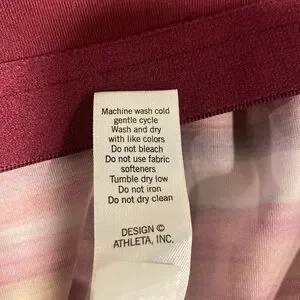 Machine wash cold
gentle cycle
Wash and dry
with like colors
Do not bleach
Do not use fabric
softeners
Tumble dry low
Do not iron
Do not dry clean
DESIGN ©
ATHLETA, INC.